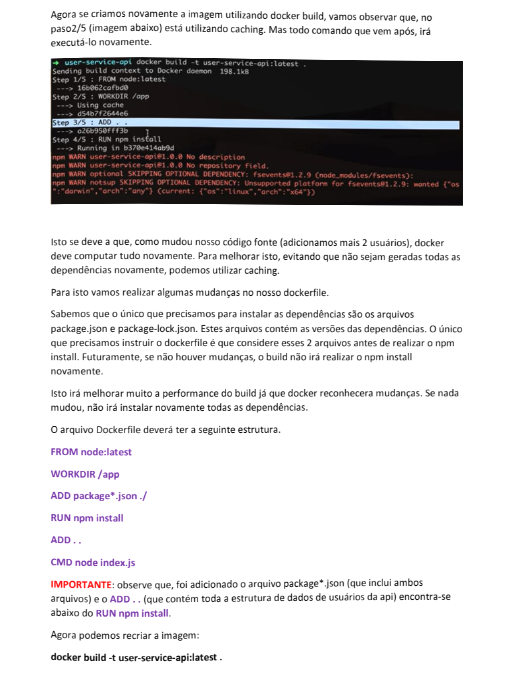 Agora se criamos novamente a imagem utilizando docker build, vamos observar que, no
paso2/5 (imagem abaixo) está utilizando caching. Mas todo comando que vem após, irá
executá-lo novamente.
➜ user-service-api docker build -t user-service-api:latest .
Sending build context to Docker daemon 198.1kB
Step 1/5 : FROM node:latest
---> 16b062cafbd0
Step 2/5 : WORKDIR /app
---> Using cache
---> d54b7f2644e6
Step 3/5 : ADD . .
---> a26b950fff3b
Step 4/5 : RUN npm install
---> Running in b370e414ab9d
npm WARN user-service-api@1.0.0 No description
npm WARN user-service-api@1.0.0 No repository field.
npm WARN optional SKIPPING OPTIONAL DEPENDENCY: fsevents@1.2.9 (node_modules/fsevents):
npm WARN notsup SKIPPING OPTIONAL DEPENDENCY: Unsupported platform for fsevents@1.2.9: wanted {"os
":"darwin","arch":"any"} (current: {"os":"linux","arch":"x64"})
Isto se deve a que, como mudou nosso código fonte (adicionamos mais 2 usuários), docker
deve computar tudo novamente. Para melhorar isto, evitando que não sejam geradas todas as
dependências novamente, podemos utilizar caching.
Para isto vamos realizar algumas mudanças no nosso dockerfile.
Sabemos que o único que precisamos para instalar as dependências são os arquivos
package.json e package-lock.json. Estes arquivos contém as versões das dependências. O único
que precisamos instruir o dockerfile é que considere esses 2 arquivos antes de realizar o npm
install. Futuramente, se não houver mudanças, o build não irá realizar o npm install
novamente.
Isto irá melhorar muito a performance do build já que docker reconhecera mudanças. Se nada
mudou, não irá instalar novamente todas as dependências.
O arquivo Dockerfile deverá ter a seguinte estrutura.
FROM node:latest
WORKDIR /app
ADD package*.json ./
RUN npm install
ADD . .
CMD node index.js
IMPORTANTE: observe que, foi adicionado o arquivo package*.json (que inclui ambos
arquivos) e o ADD . . (que contém toda a estrutura de dados de usuários da api) encontra-se
abaixo do RUN npm install.
Agora podemos recriar a imagem:
docker build -t user-service-api:latest .